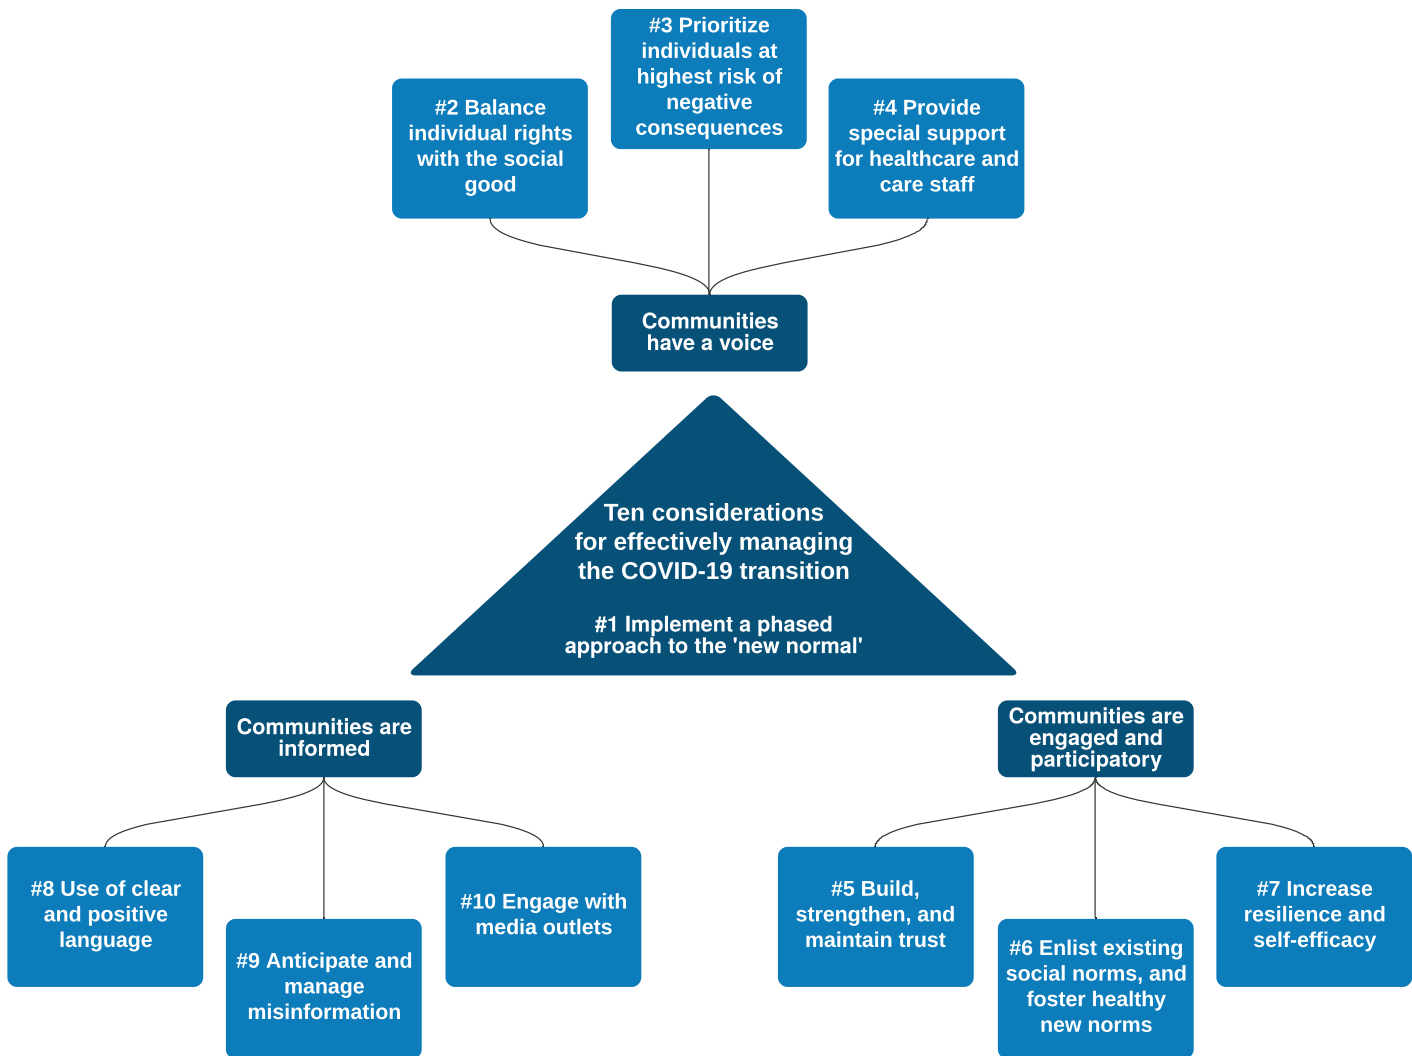 #3 Prioritize
individuals at
highest risk of
negative
consequences
#2 Balance
individual rights
with the social
good
#4 Provide
special support
for healthcare and
care staff
Communities
have a voice
Ten considerations
for effectively managing
the COVID-19 transition
#1 Implement a phased
approach to the 'new normal'
Communities are
informed
Communities are
engaged and
participatory
#8 Use of clear
and positive
language
#9 Anticipate and
manage
misinformation
#10 Engage with
media outlets
#5 Build,
strengthen, and
maintain trust
#6 Enlist existing
social norms, and
foster healthy
new norms
#7 Increase
resilience and
self-efficacy